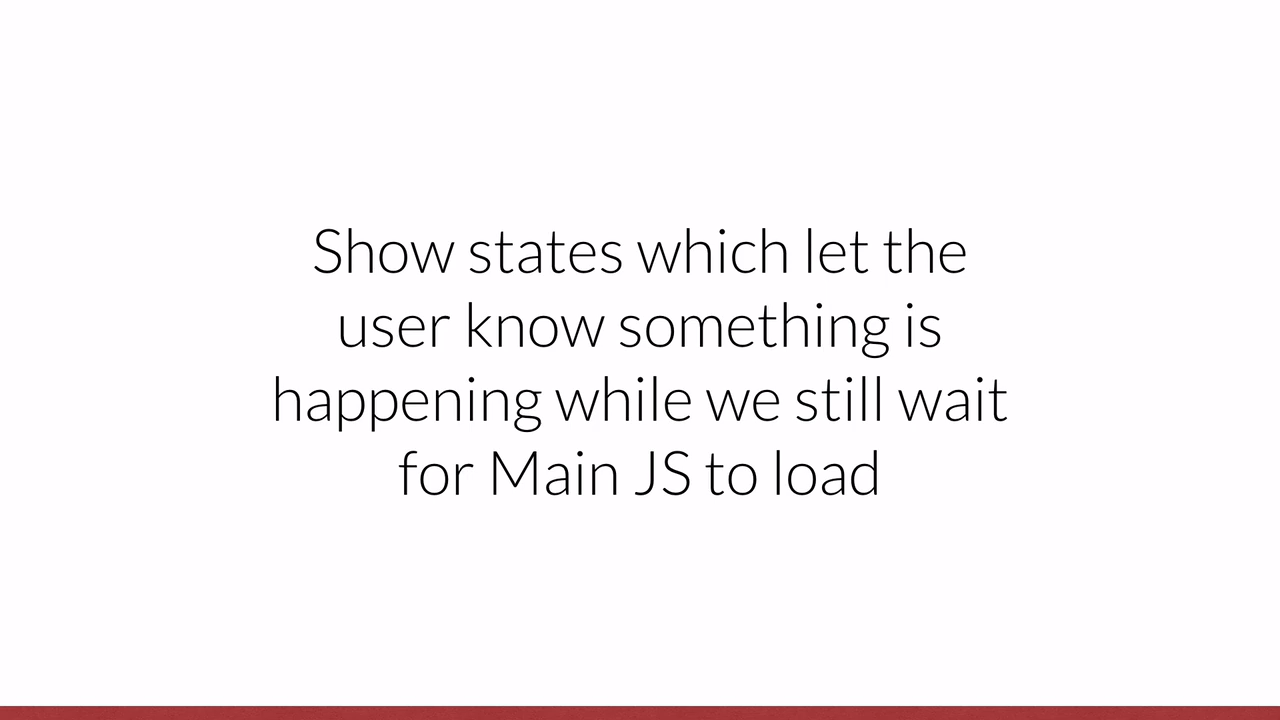 Show states which let the
user know something is
happening while we still wait
for Main JS to load